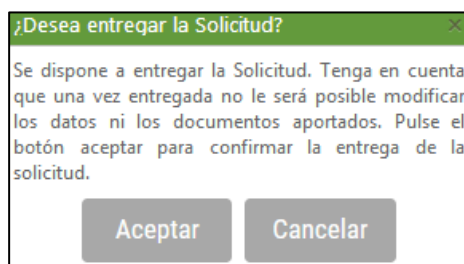 ¿Desea entregar la Solicitud? ×
Se dispone a entregar la Solicitud. Tenga en cuenta
que una vez entregada no le será posible modificar
los datos ni los documentos aportados. Pulse el
botón aceptar para confirmar la entrega de la
solicitud.
Aceptar Cancelar